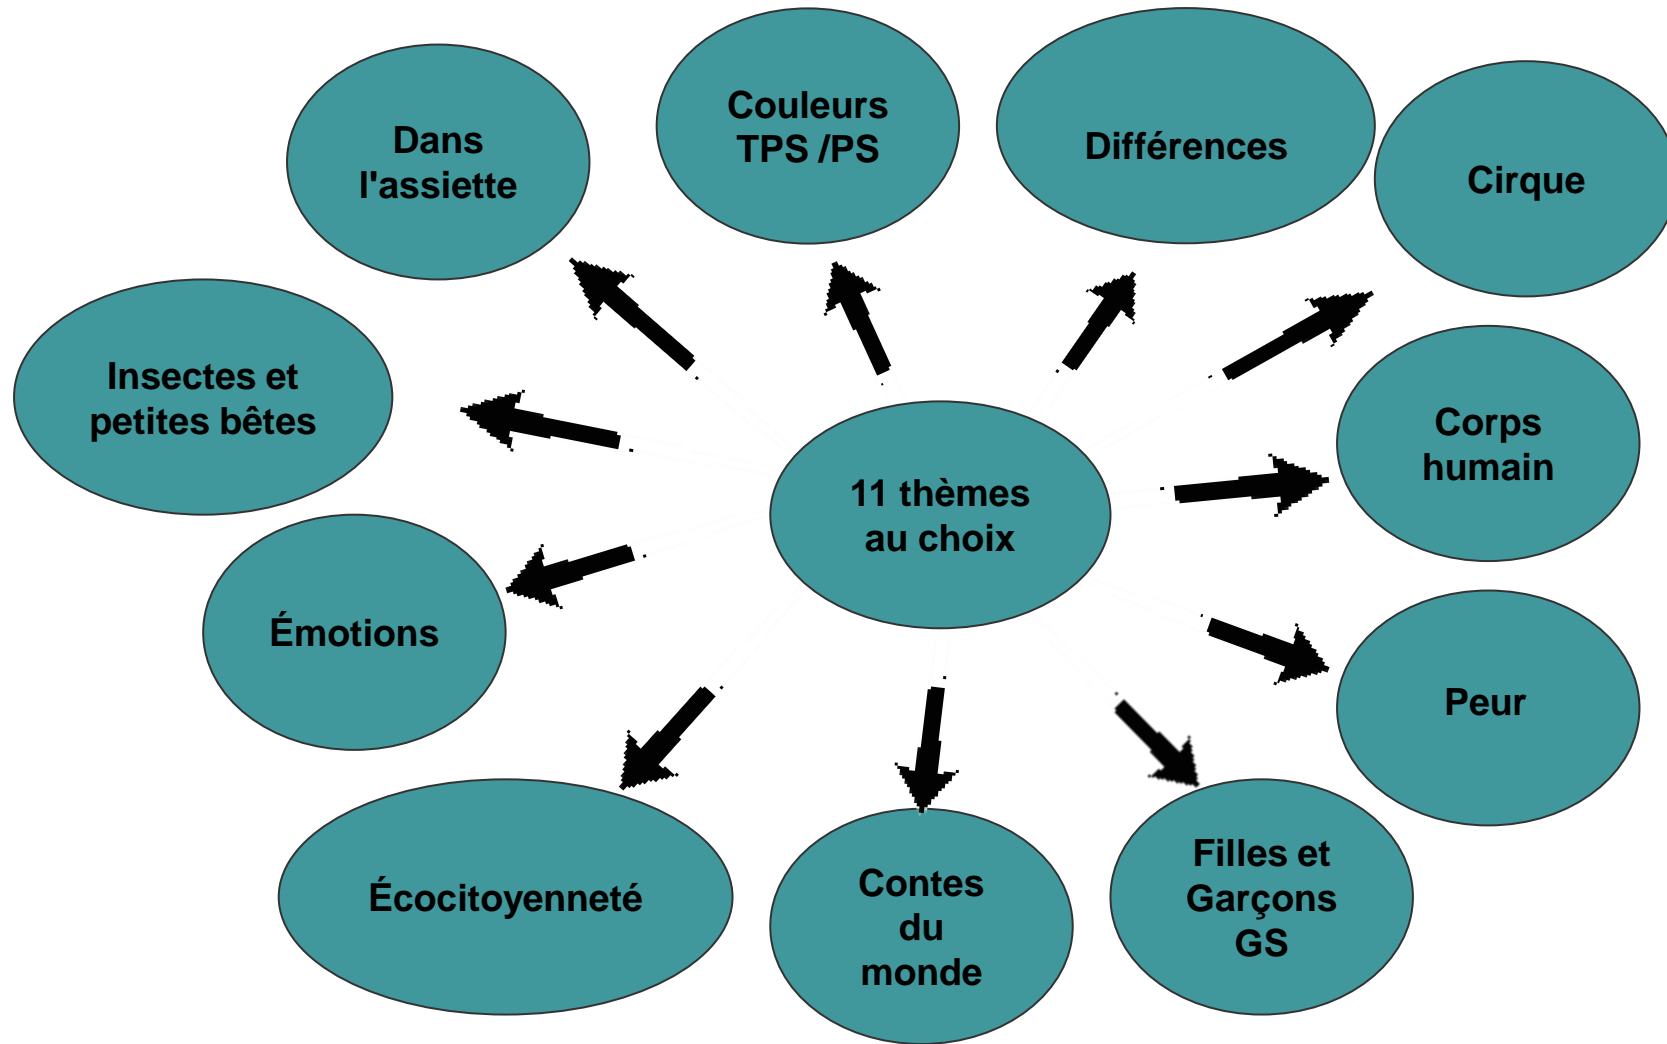 Couleurs
TPS /PS
Différences
Dans
l'assiette
Cirque
Insectes et
petites bêtes
Corps
humain
11 thèmes
au choix
Émotions
Peur
Écocitoyenneté
Contes
du
monde
Filles et
Garçons
GS